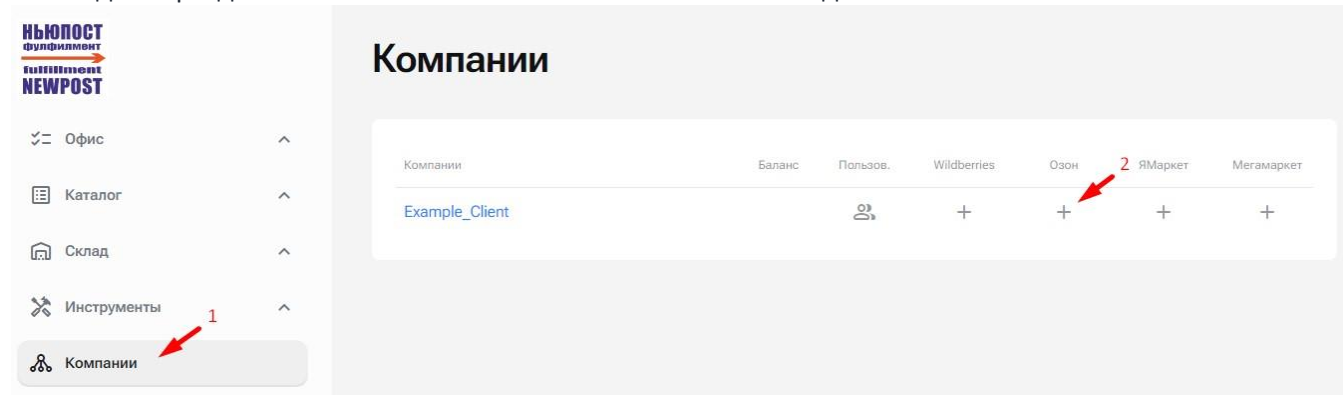 НЬЮПОСТ
фулфилмент
fulfillment
NEWPOST
Компании
Офис
Каталог
Склад
Инструменты
1
Компании
Компании Баланс Пользов. Wildberries Озон 2 ЯМаркет Мегамаркет
Example_Client